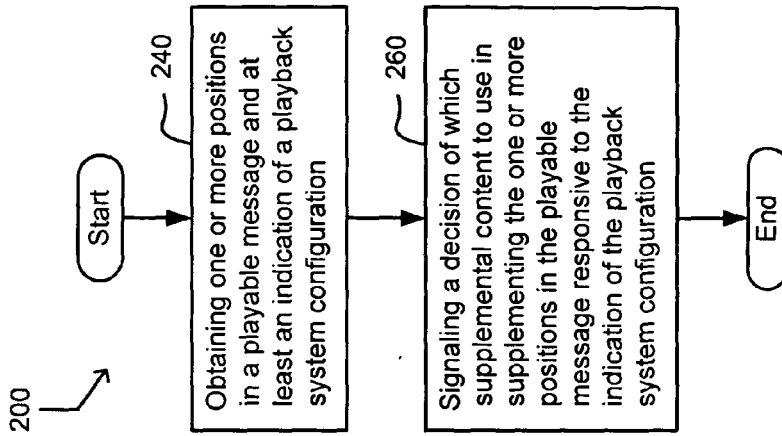 200
Start
240
Obtaining one or more positions
in a playable message and at
least an indication of a playback
system configuration
260
Signaling a decision of which
supplemental content to use in
supplementing the one or more
positions in the playable
message responsive to the
indication of the playback
system configuration
End